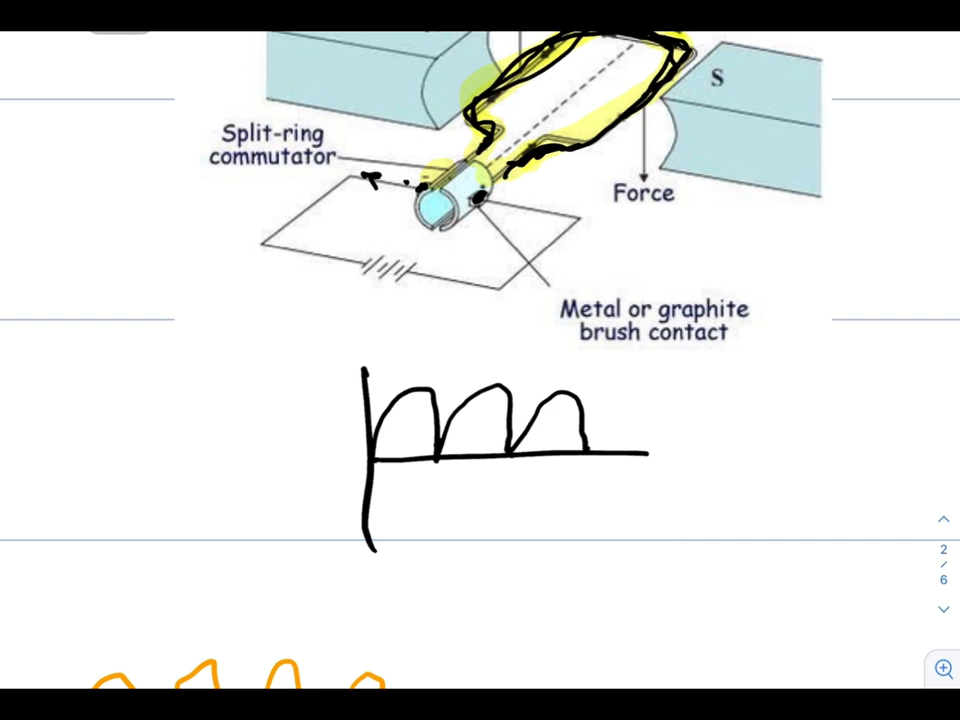 S
Split-ring
commutator
Force
Metal or graphite
brush contact
2
/
6